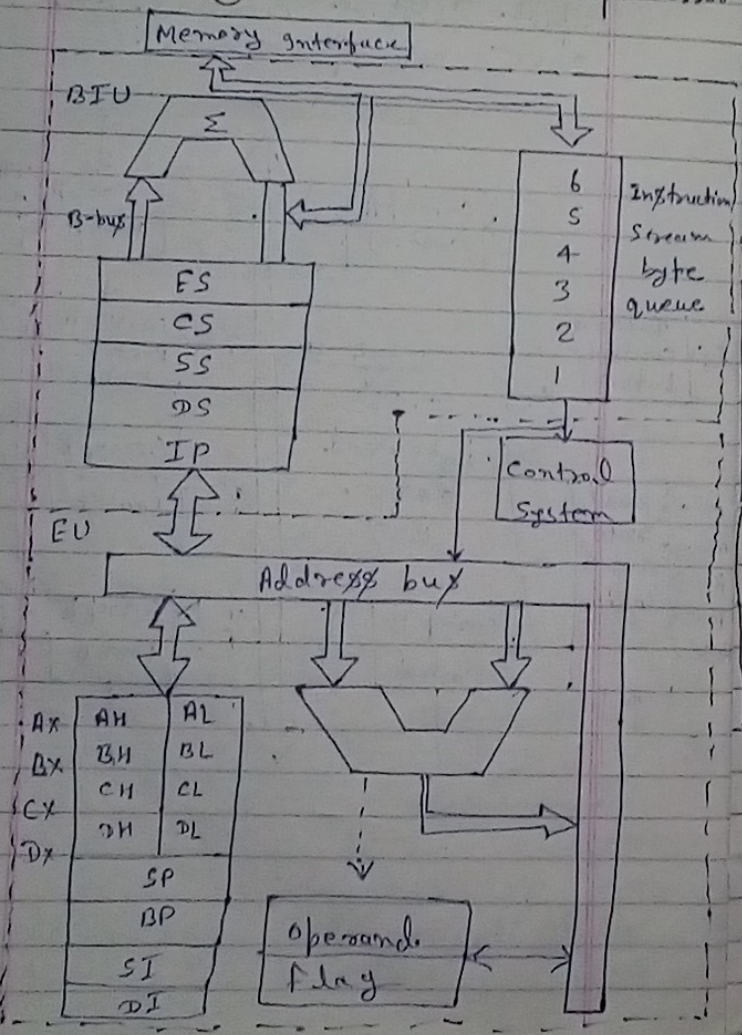 Memory Interface
BIU
Σ
B-bus
ES
CS
SS
DS
IP
6
5
4
3
2
1
Instruction
Stream
byte
queue
Control
System
EU
Address bus
AX AH AL
BX BH BL
CX CH CL
DX DH DL
SP
BP
SI
DI
Operand
flag